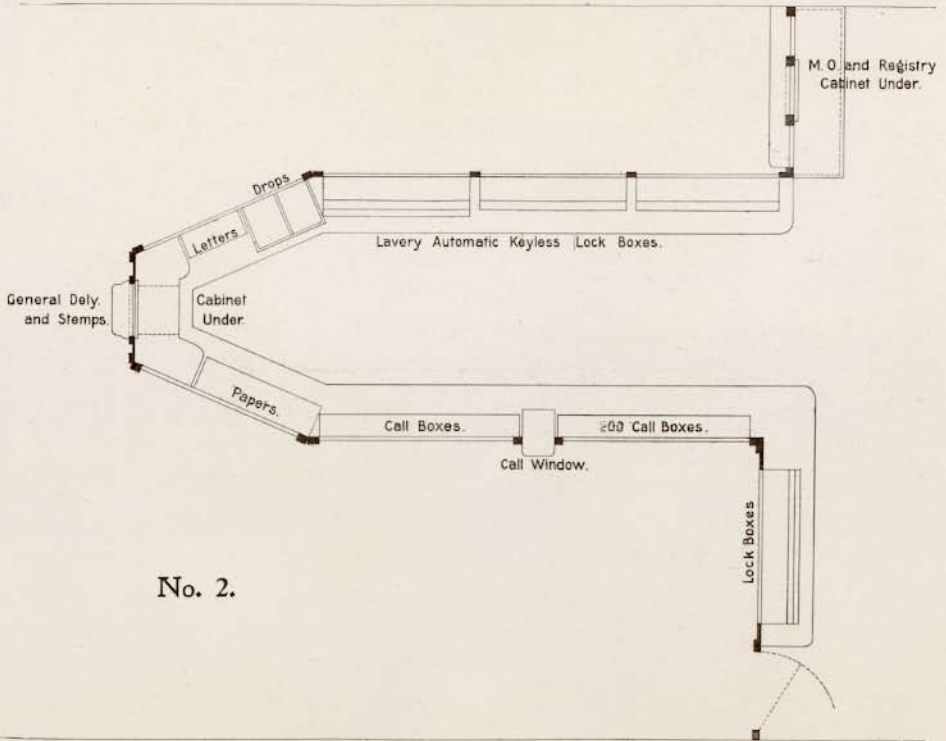 M. O. and Registry
Cabinet Under.
Drops
Letters
Lavery Automatic Keyless Lock Boxes.
General Dely.
and Stemps.
Cabinet
Under
Papers.
Call Boxes.
200 Call Boxes.
Call Window.
Lock Boxes
No. 2.